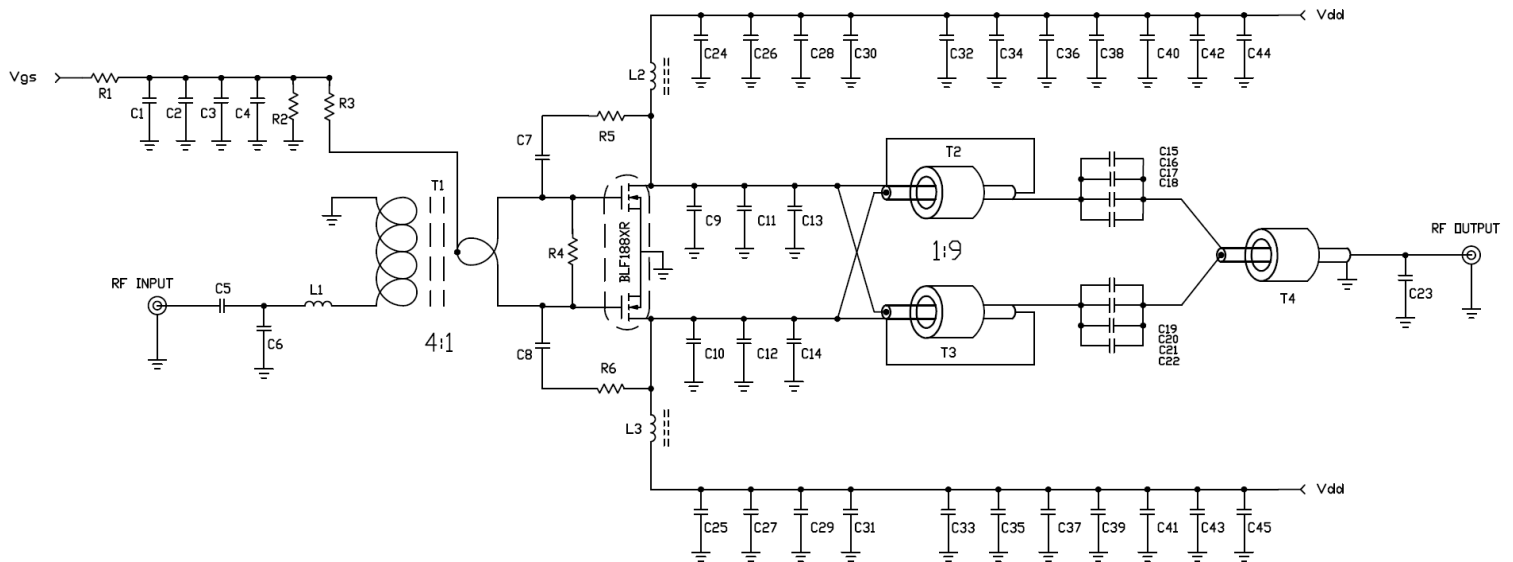 Vdd
C24
C26
C28
C30
C32
C34
C36
C38
C40
C42
C44
L2
Vgs
R1
C1
C2
C3
C4
R2
R3
C7
R5
T1
R4
BLF188XR
C9
C11
C13
T2
C15
C16
C17
C18
1:9
RF OUTPUT
RF INPUT
C5
L1
C6
4:1
C8
R6
C10
C12
C14
T3
C19
C20
C21
C22
T4
C23
L3
Vdd
C25
C27
C29
C31
C33
C35
C37
C39
C41
C43
C45